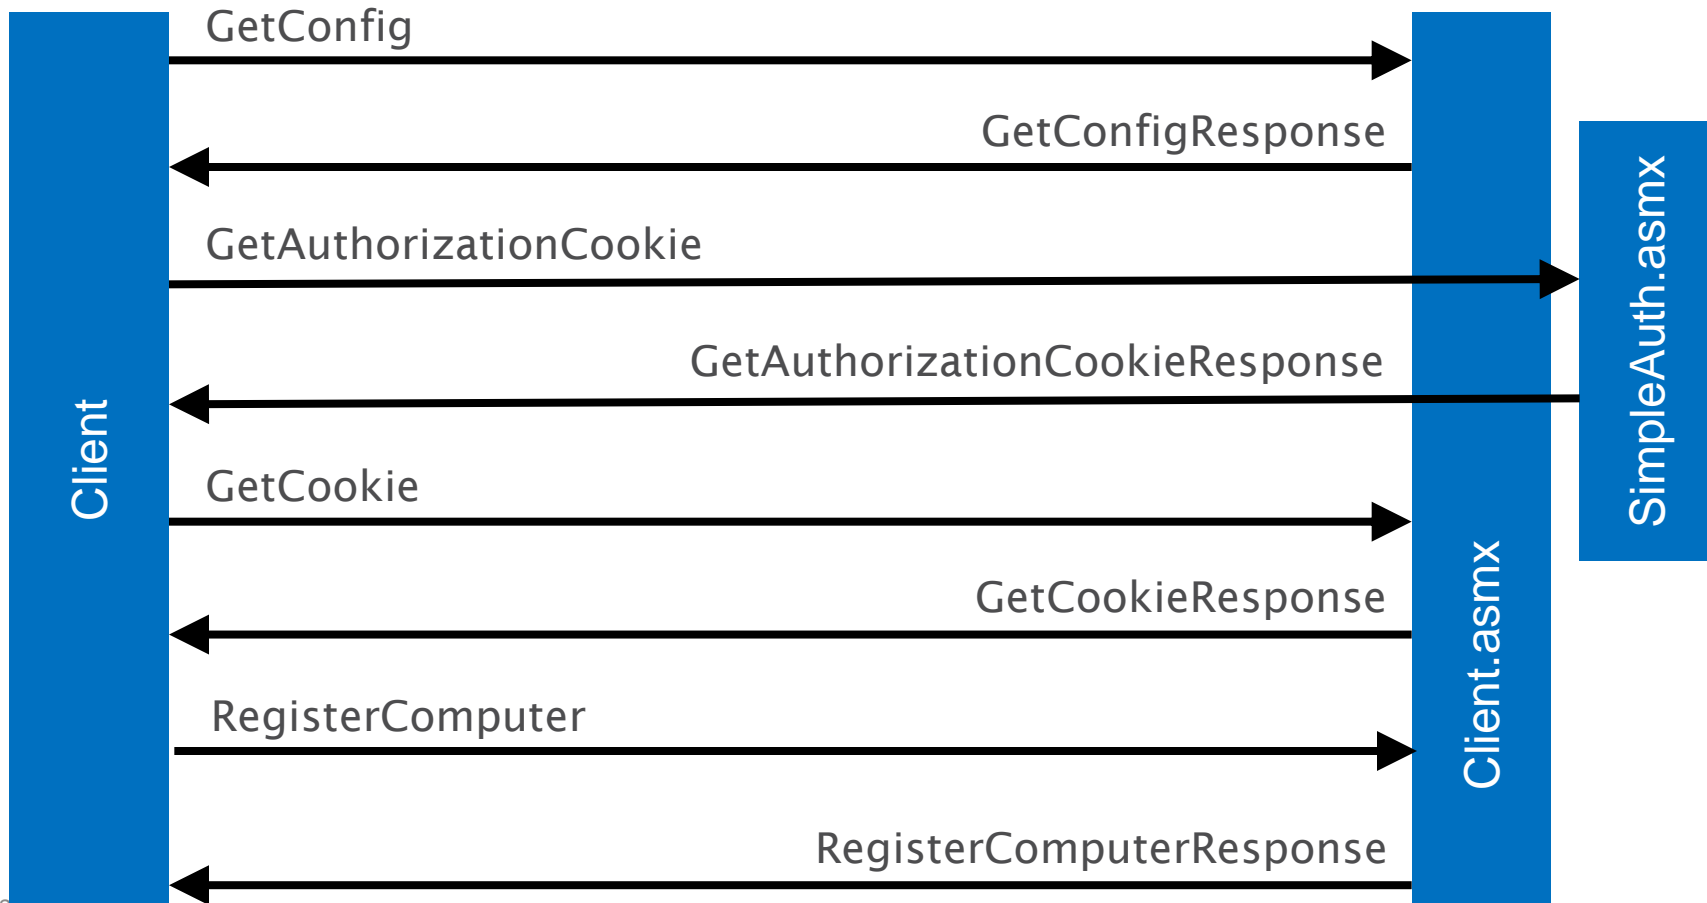 GetConfig
GetConfigResponse
GetAuthorizationCookie
GetAuthorizationCookieResponse
GetCookie
GetCookieResponse
RegisterComputer
RegisterComputerResponse
Client
Client.asmx
SimpleAuth.asmx